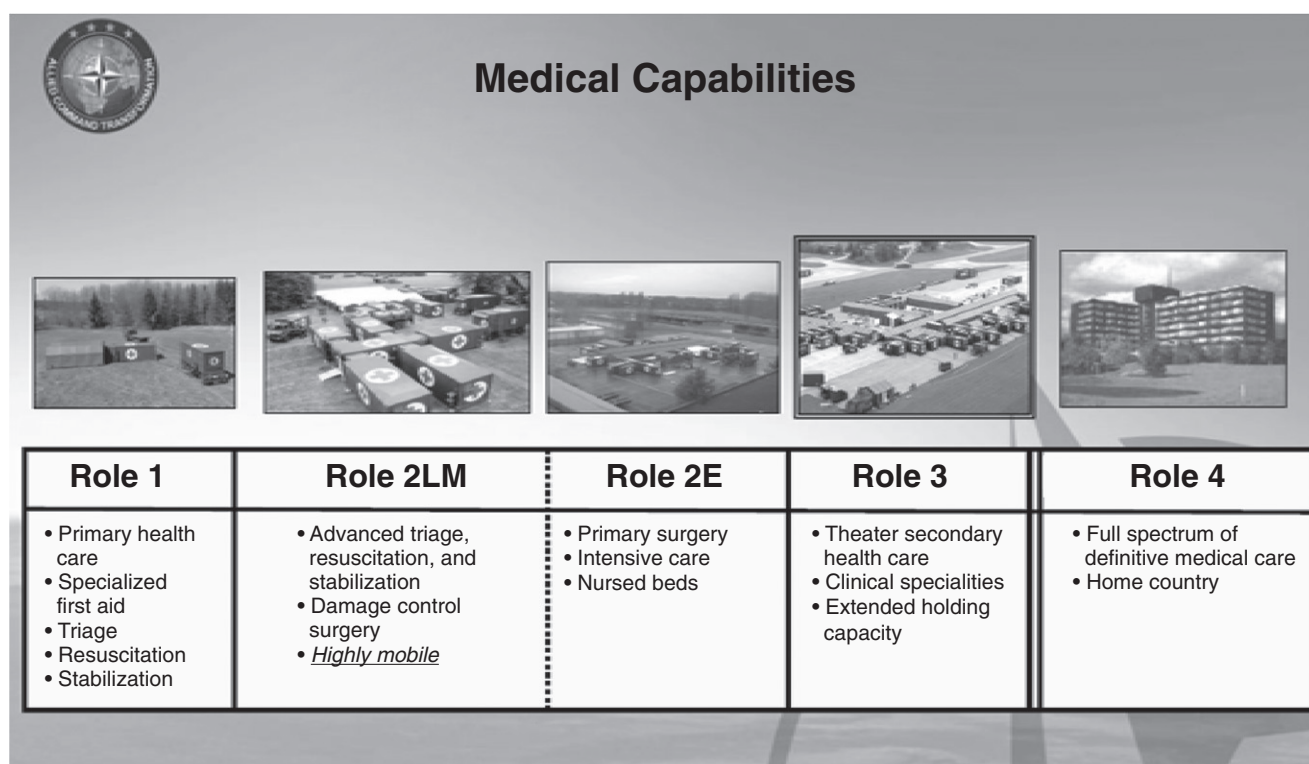 ALLIED COMMAND TRANSFORMATION
Medical Capabilities
Role 1
• Primary health
care
• Specialized
first aid
• Triage
• Resuscitation
• Stabilization
Role 2LM
• Advanced triage,
resuscitation, and
stabilization
• Damage control
surgery
• Highly mobile
Role 2E
• Primary surgery
• Intensive care
• Nursed beds
Role 3
• Theater secondary
health care
• Clinical specialities
• Extended holding
capacity
Role 4
• Full spectrum of
definitive medical care
• Home country